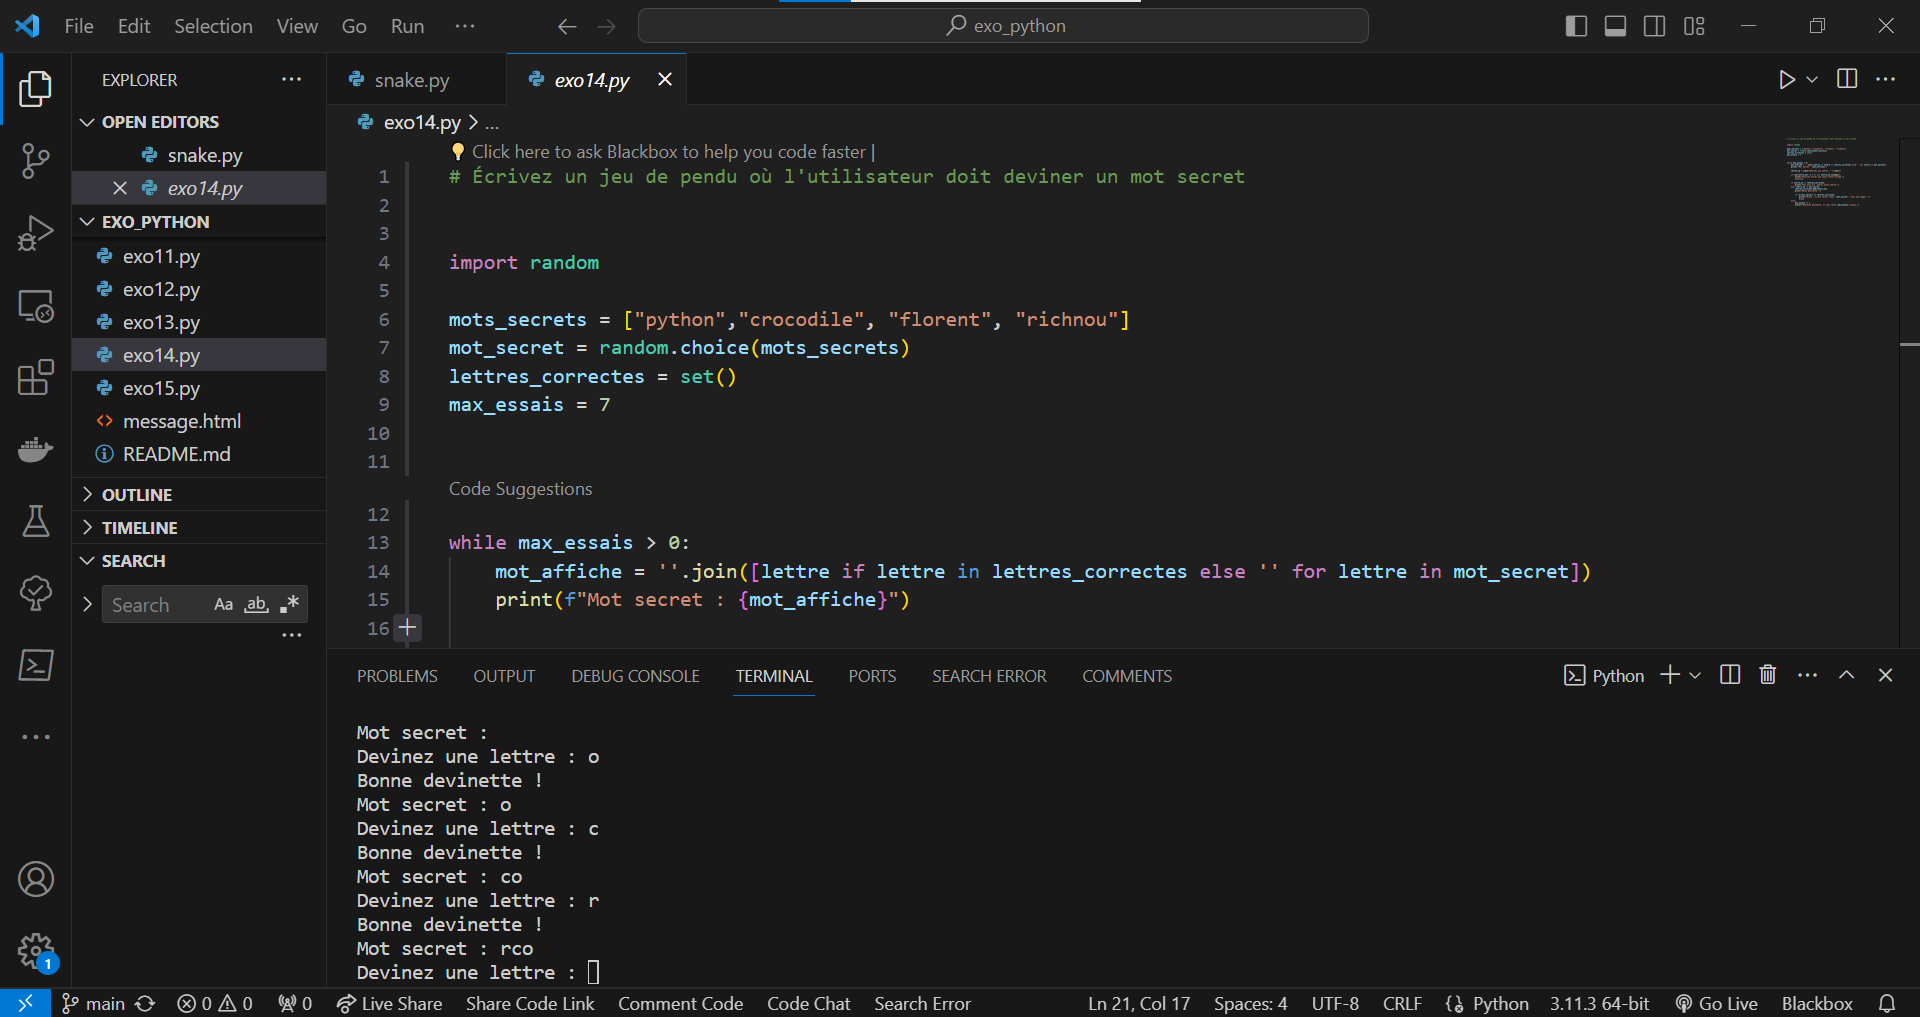 File Edit Selection View Go Run ...
exo_python
EXPLORER ...
OPEN EDITORS
snake.py
exo14.py
EXO_PYTHON
exo11.py
exo12.py
exo13.py
exo14.py
exo15.py
message.html
README.md
OUTLINE
TIMELINE
SEARCH
Search Aa ab .*
...
1
snake.py exo14.py
exo14.py > ...
Click here to ask Blackbox to help you code faster |
1 # Écrivez un jeu de pendu où l'utilisateur doit deviner un mot secret
2
3
4 import random
5
6 mots_secrets = ["python","crocodile", "florent", "richnou"]
7 mot_secret = random.choice(mots_secrets)
8 lettres_correctes = set()
9 max_essais = 7
10
11
Code Suggestions
12
13 while max_essais > 0:
14 mot_affiche = ''.join([lettre if lettre in lettres_correctes else '' for lettre in mot_secret])
15 print(f"Mot secret : {mot_affiche}")
16
PROBLEMS OUTPUT DEBUG CONSOLE TERMINAL PORTS SEARCH ERROR COMMENTS Python
Mot secret :
Devinez une lettre : o
Bonne devinette !
Mot secret : o
Devinez une lettre : c
Bonne devinette !
Mot secret : co
Devinez une lettre : r
Bonne devinette !
Mot secret : rco
Devinez une lettre :
main 0 0 0 Live Share Share Code Link Comment Code Code Chat Search Error Ln 21, Col 17 Spaces: 4 UTF-8 CRLF Python 3.11.3 64-bit Go Live Blackbox